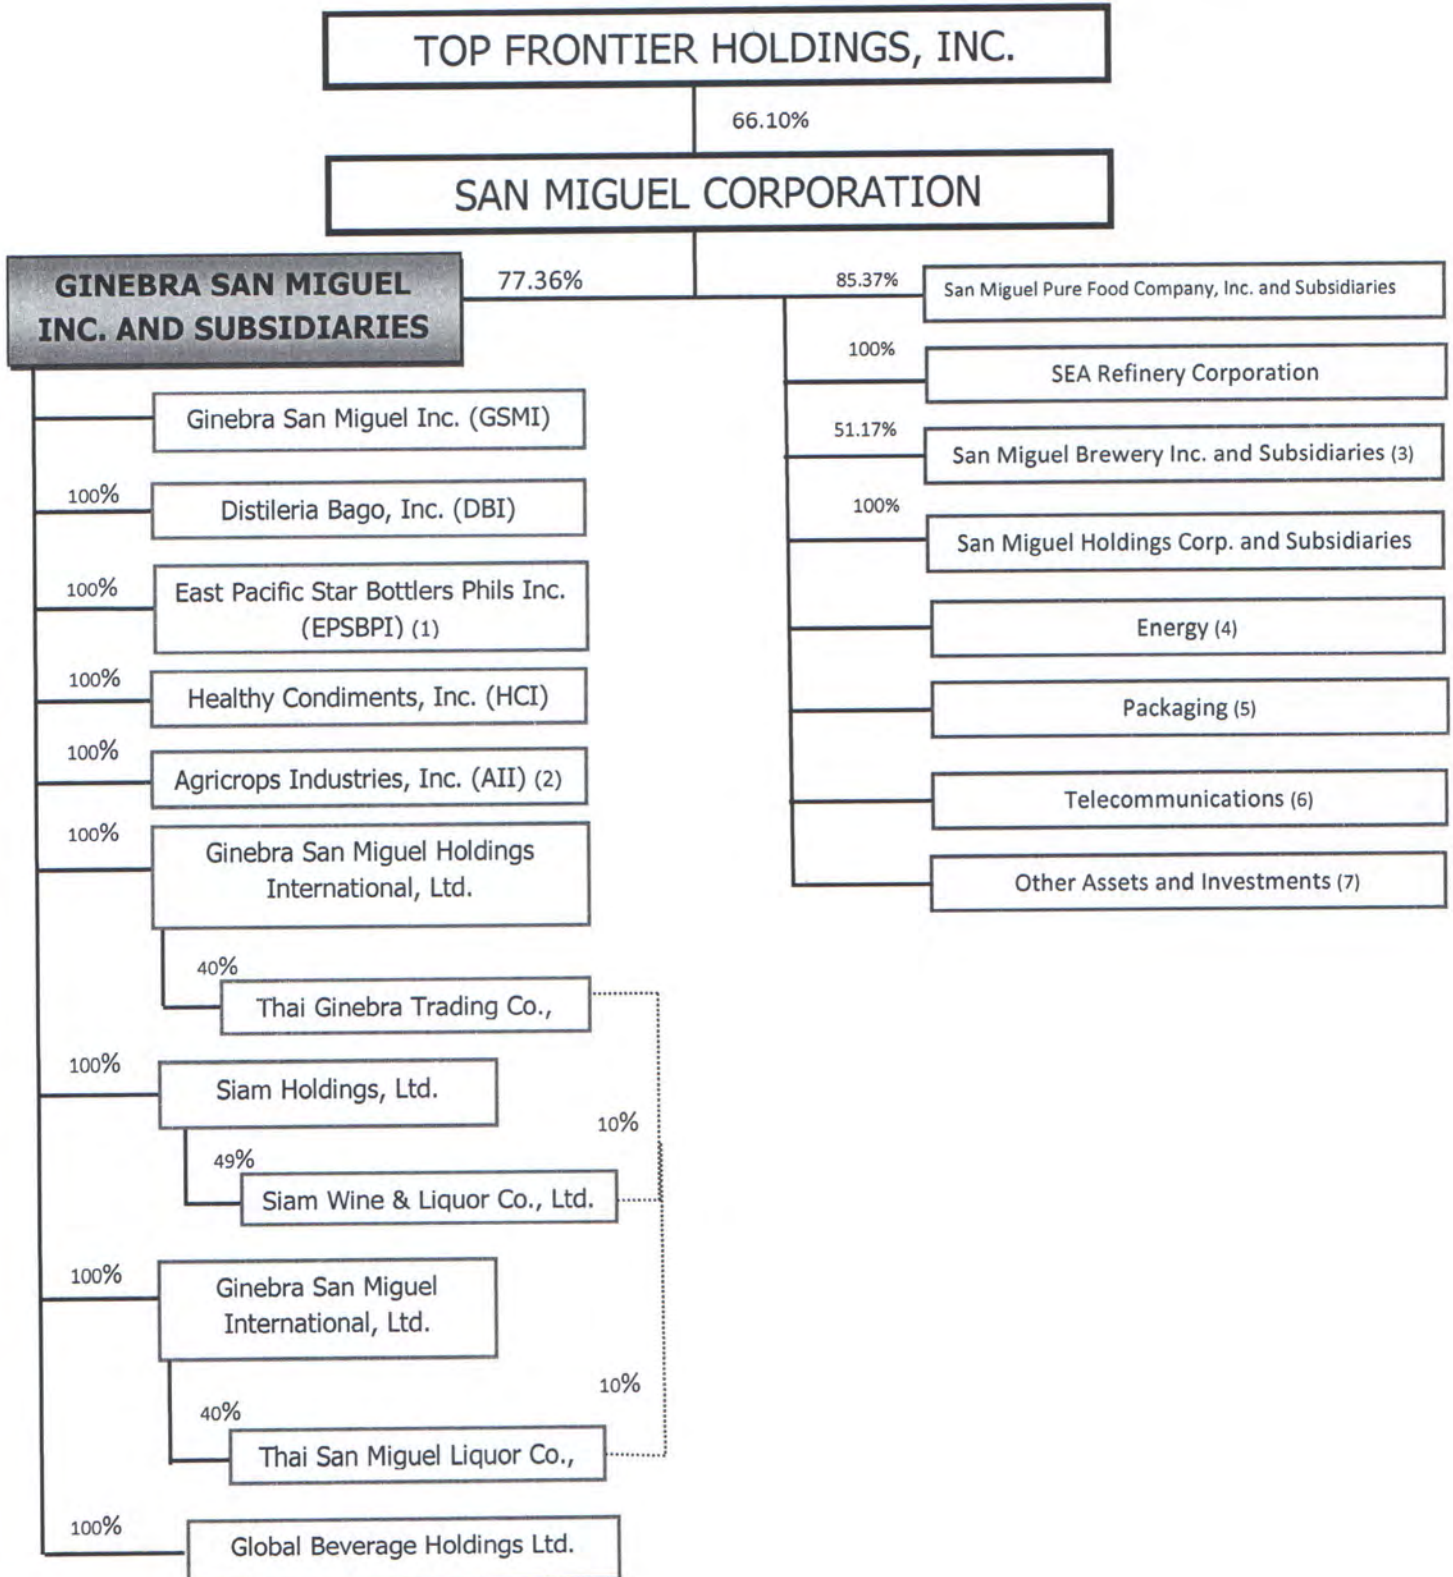 TOP FRONTIER HOLDINGS, INC.
66.10%
SAN MIGUEL CORPORATION
GINEBRA SAN MIGUEL
INC. AND SUBSIDIARIES
77.36%
85.37%
San Miguel Pure Food Company, Inc. and Subsidiaries
100%
SEA Refinery Corporation
51.17%
San Miguel Brewery Inc. and Subsidiaries (3)
100%
San Miguel Holdings Corp. and Subsidiaries
Energy (4)
Packaging (5)
Telecommunications (6)
Other Assets and Investments (7)
Ginebra San Miguel Inc. (GSMI)
100%
Distileria Bago, Inc. (DBI)
100%
East Pacific Star Bottlers Phils Inc.
(EPSBPI) (1)
100%
Healthy Condiments, Inc. (HCI)
100%
Agricrops Industries, Inc. (AII) (2)
100%
Ginebra San Miguel Holdings
International, Ltd.
40%
Thai Ginebra Trading Co.,
100%
Siam Holdings, Ltd.
10%
49%
Siam Wine & Liquor Co., Ltd.
100%
Ginebra San Miguel
International, Ltd.
10%
40%
Thai San Miguel Liquor Co.,
100%
Global Beverage Holdings Ltd.